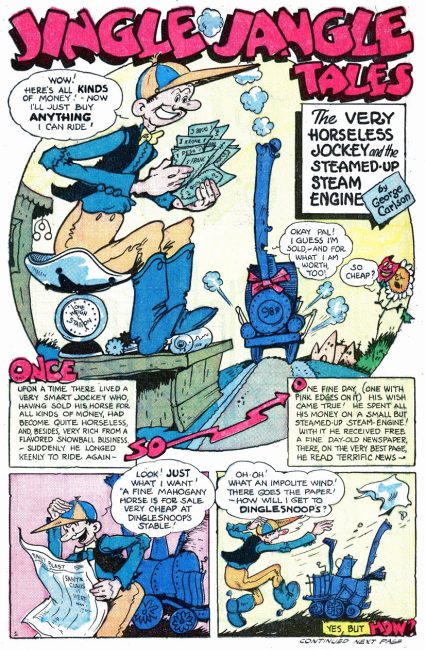 JINGLE JANGLE
TALES
WOW!
HERE'S ALL KINDS
OF MONEY! - NOW
I'LL JUST BUY
ANYTHING
I CAN RIDE!
The VERY
HORSELESS
JOCKEY and the
STEAMED-UP
STEAM
ENGINE
by
George
Carlson
OKAY PAL!
I GUESS I'M
SOLD,-AND FOR
WHAT I AM
WORTH,
TOO!
SO
CHEAP?
98¢
ONCE
UPON A TIME THERE LIVED A
VERY SMART JOCKEY WHO,
HAVING SOLD HIS HORSE FOR
ALL KINDS OF MONEY, HAD
BECOME QUITE HORSELESS,
AND, BESIDES, VERY RICH FROM A
FLAVORED SNOWBALL BUSINESS,
- SUDDENLY HE LONGED
KEENLY TO RIDE AGAIN -
SO
ONE FINE DAY, (ONE WITH
PINK EDGES ON IT) HIS WISH
CAME TRUE! HE SPENT ALL
HIS MONEY ON A SMALL BUT
STEAMED-UP STEAM-ENGINE!
WITH IT HE RECEIVED FREE
A FINE DAY-OLD NEWSPAPER,
THERE, ON THE VERY BEST PAGE,
HE READ TERRIFIC NEWS
LOOK! JUST
WHAT I WANT!
"A FINE MAHOGANY
HORSE IS FOR SALE
VERY CHEAP AT
DINGLESNOOP'S
STABLE!
BLAST
SANTA
CLAUS IS
HERE
OH-OH!
WHAT AN IMPOLITE WIND!
THERE GOES THE PAPER!
- HOW WILL I GET TO
DINGLESNOOP'S?
YES, BUT HOW?
CONTINUED NEXT PAGE